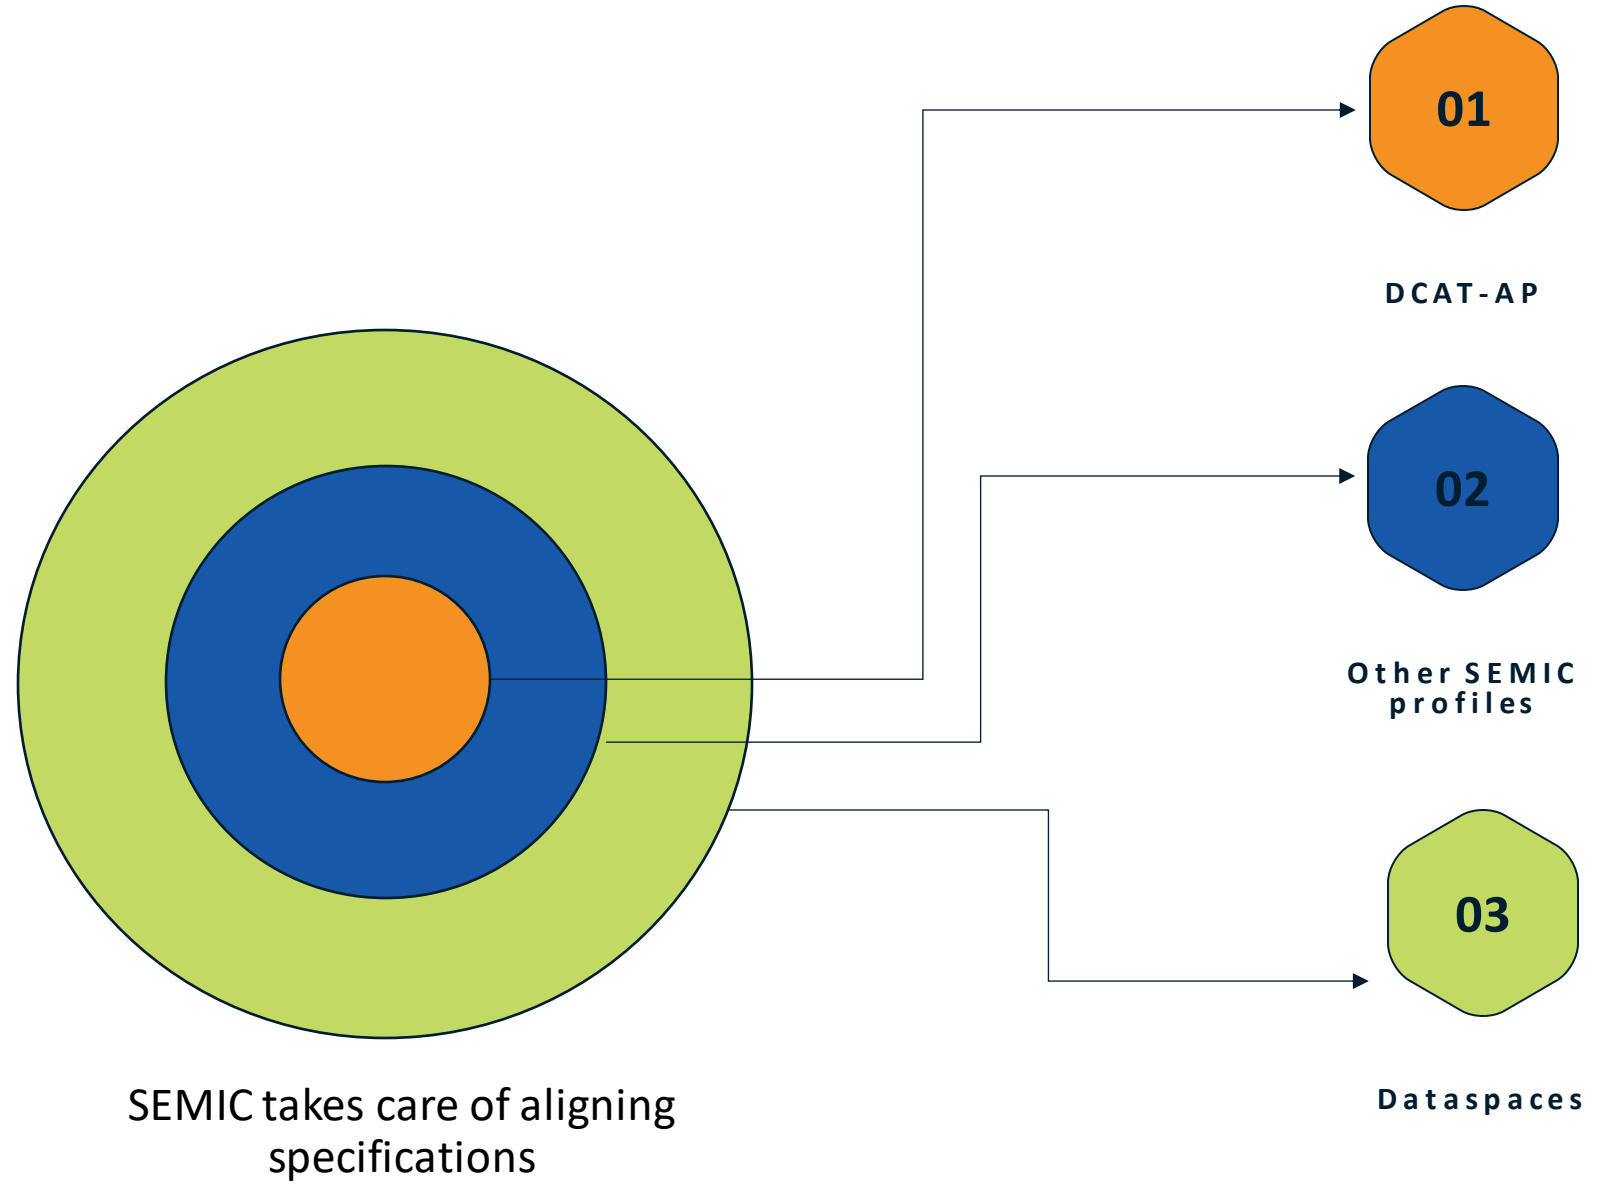 01
DCAT-AP
02
Other SEMIC
profiles
03
Dataspaces
SEMIC takes care of aligning
specifications